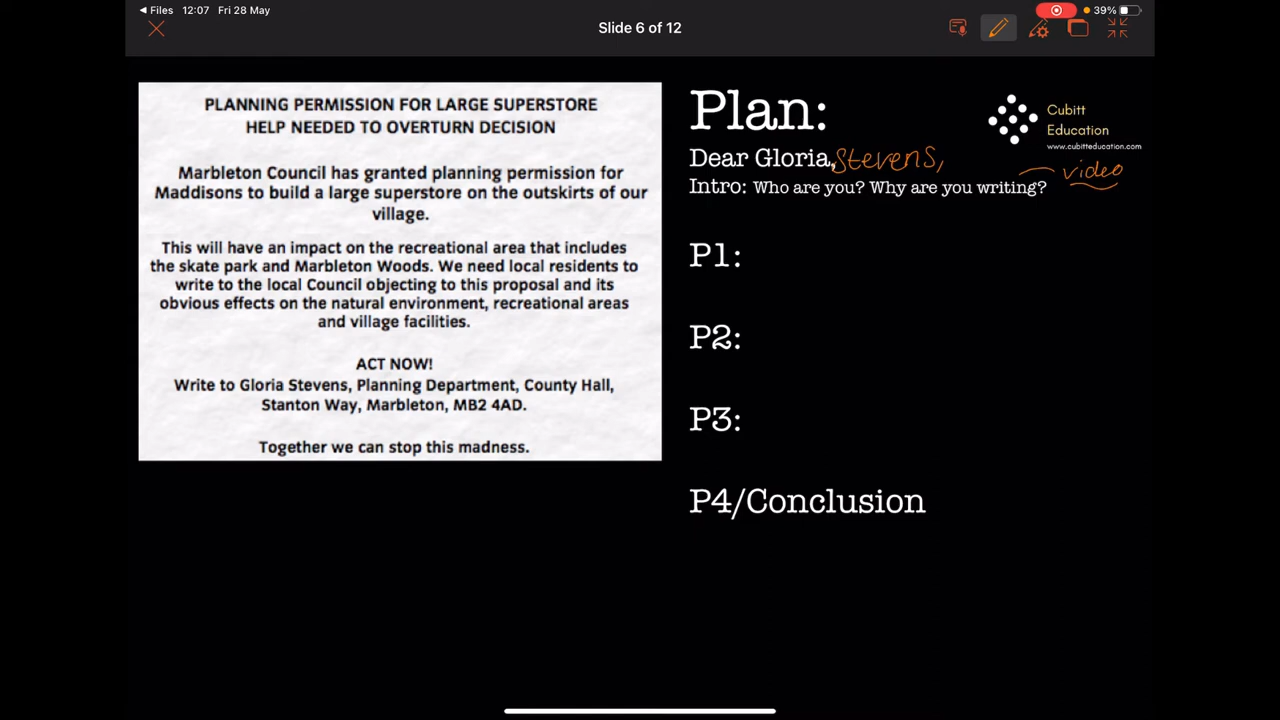 Files 12:07 Fri 28 May 39%
Slide 6 of 12
PLANNING PERMISSION FOR LARGE SUPERSTORE
HELP NEEDED TO OVERTURN DECISION
Marbleton Council has granted planning permission for
Maddisons to build a large superstore on the outskirts of our
village.
This will have an impact on the recreational area that includes
the skate park and Marbleton Woods. We need local residents to
write to the local Council objecting to this proposal and its
obvious effects on the natural environment, recreational areas
and village facilities.
ACT NOW!
Write to Gloria Stevens, Planning Department, County Hall,
Stanton Way, Marbleton, MB2 4AD.
Together we can stop this madness.
Plan:
Cubitt
Education
www.cubitteducation.com
Dear Gloria, Stevens,
video
Intro: Who are you? Why are you writing?
P1:
P2:
P3:
P4/Conclusion